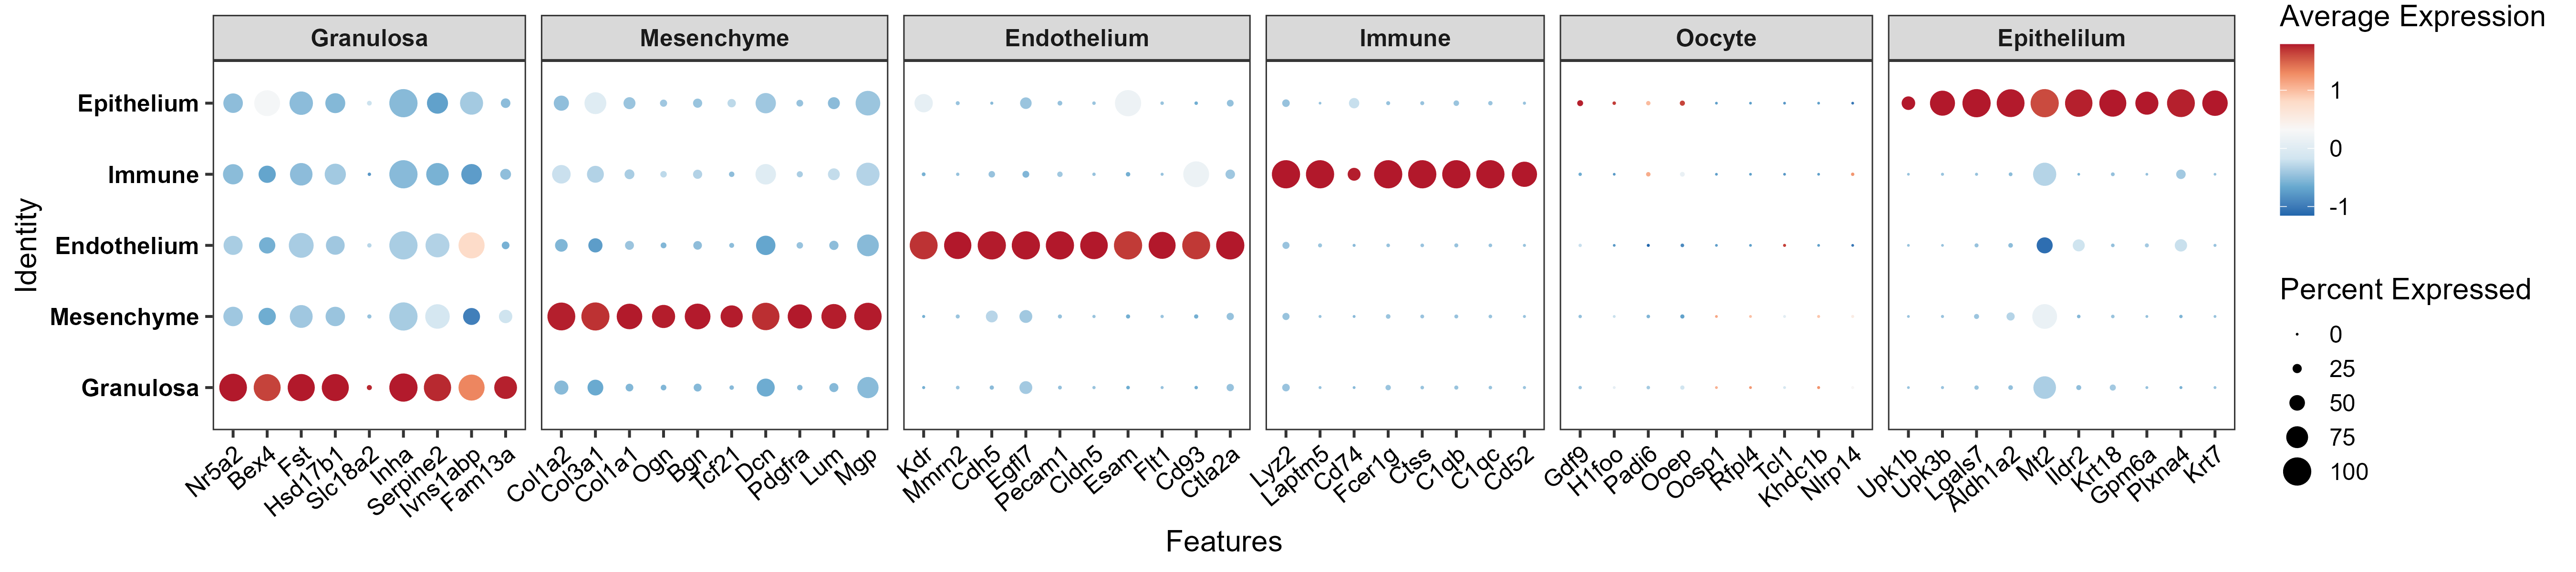 Granulosa Mesenchyme Endothelium Immune Oocyte Epithelilum
Identity
Epithelium
Immune
Endothelium
Mesenchyme
Granulosa
Nr5a2 Bex4 Fst Hsd17b1 Slc18a2 Inha Serpine2 Ivns1abp Fam13a Col1a2 Col3a1 Col1a1 Ogn Bgn Tcf21 Dcn Pdgfra Lum Mgp Kdr Mmrn2 Cdh5 Egfl7 Pecam1 Cldn5 Esam Flt1 Cd93 Ctla2a Lyz2 Laptm5 Cd74 Fcer1g Ctss C1qb C1qc Cd52 Gdf9 H1foo Padi6 Ooep Oosp1 Rfpl4 Tcl1 Khdc1b Nlrp14 Upk1b Upk3b Lgals7 Aldh1a2 Mt2 Ildr2 Krt18 Gpm6a Plxna4 Krt7
Features
Average Expression
1
0
-1
Percent Expressed
0
25
50
75
100